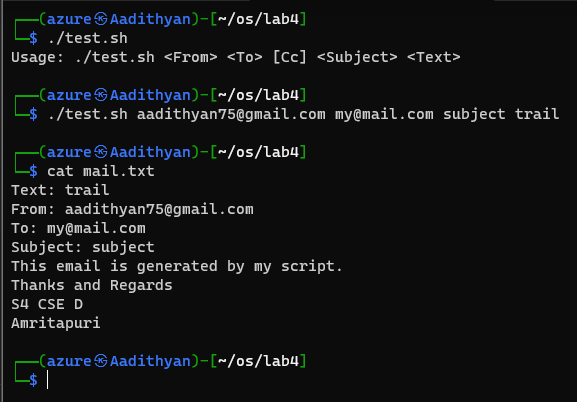 ┌──(azure㉿Aadithyan)-[~/os/lab4]
└─$ ./test.sh
Usage: ./test.sh <From> <To> [Cc] <Subject> <Text>
┌──(azure㉿Aadithyan)-[~/os/lab4]
└─$ ./test.sh aadithyan75@gmail.com my@mail.com subject trail
┌──(azure㉿Aadithyan)-[~/os/lab4]
└─$ cat mail.txt
Text: trail
From: aadithyan75@gmail.com
To: my@mail.com
Subject: subject
This email is generated by my script.
Thanks and Regards
S4 CSE D
Amritapuri
┌──(azure㉿Aadithyan)-[~/os/lab4]
└─$